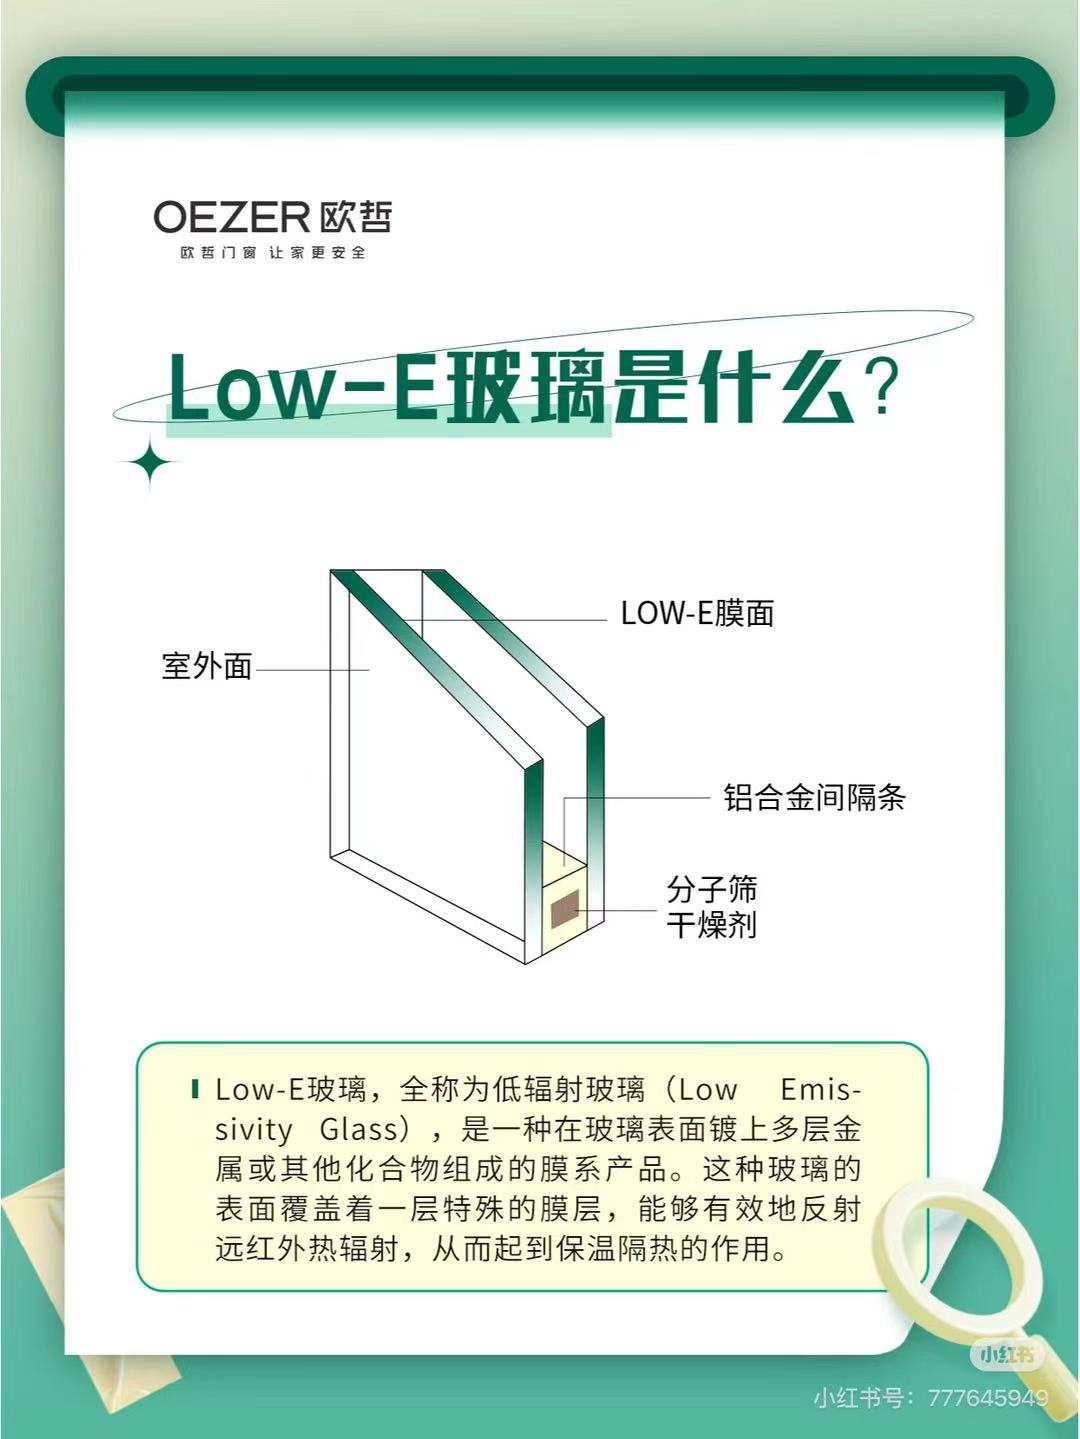 OEZER 欧哲
欧哲门窗 让家更安全
Low-E玻璃是什么?
LOW-E膜面
室外面
铝合金间隔条
分子筛
干燥剂
Low-E玻璃，全称为低辐射玻璃（Low Emis-
sivity Glass），是一种在玻璃表面镀上多层金
属或其他化合物组成的膜系产品。这种玻璃的
表面覆盖着一层特殊的膜层，能够有效地反射
远红外热辐射，从而起到保温隔热的作用。
小红书
小红书号：777645949